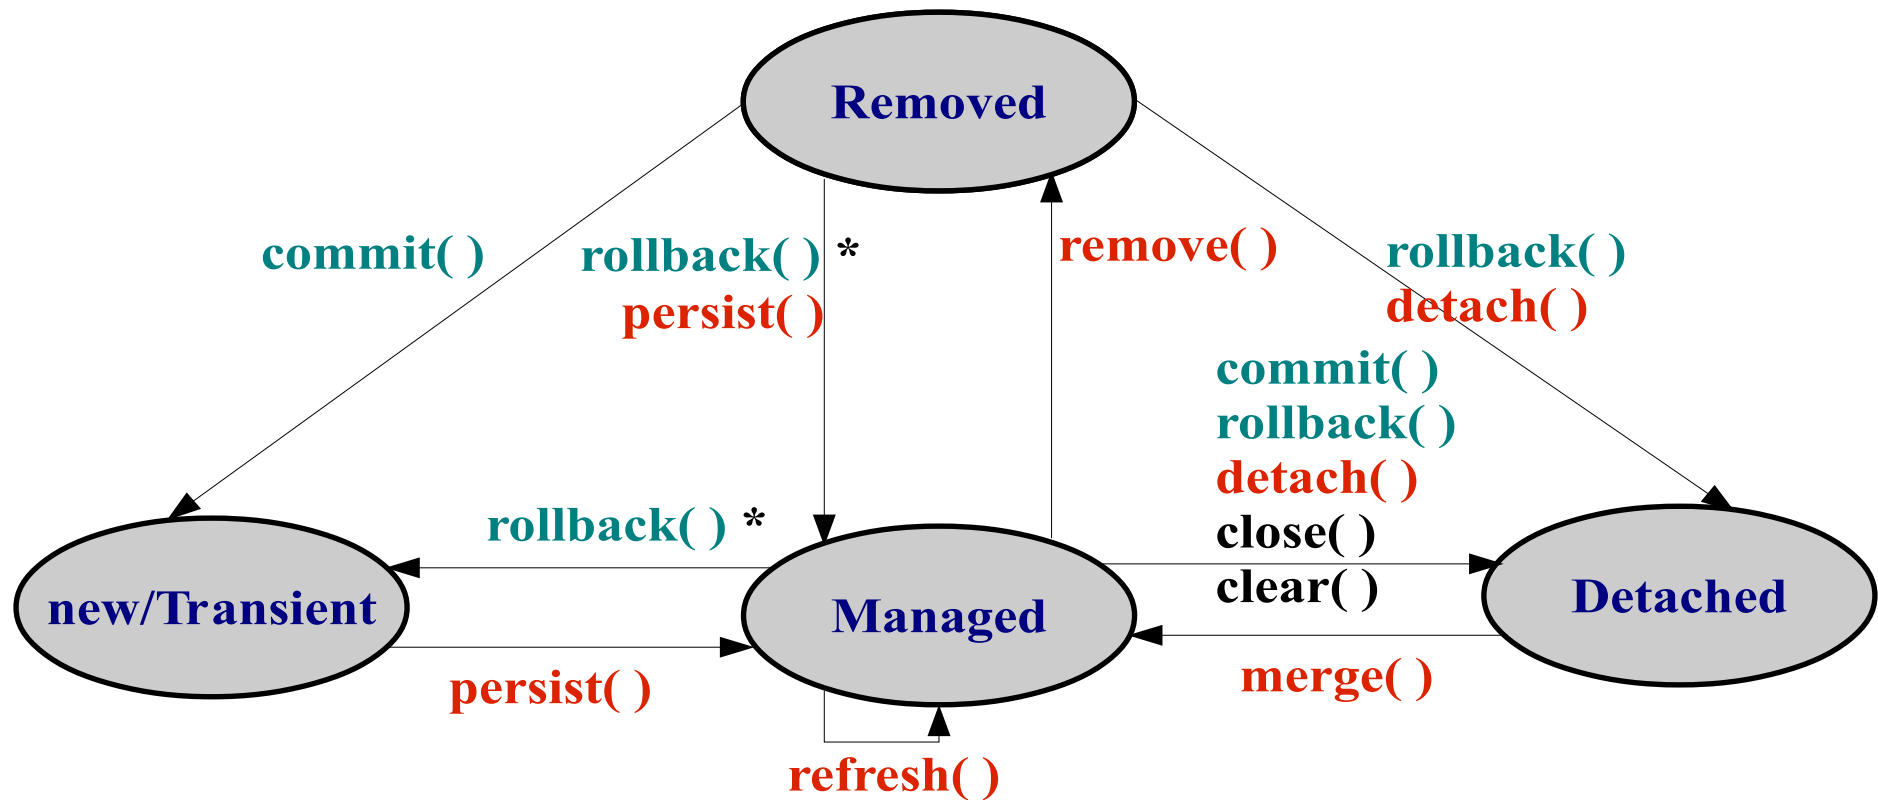 Removed
commit( )
rollback( ) *
persist( )
remove( )
rollback( )
detach( )
commit( )
rollback( )
detach( )
close( )
clear( )
rollback( ) *
new/Transient
Managed
Detached
persist( )
merge( )
refresh( )